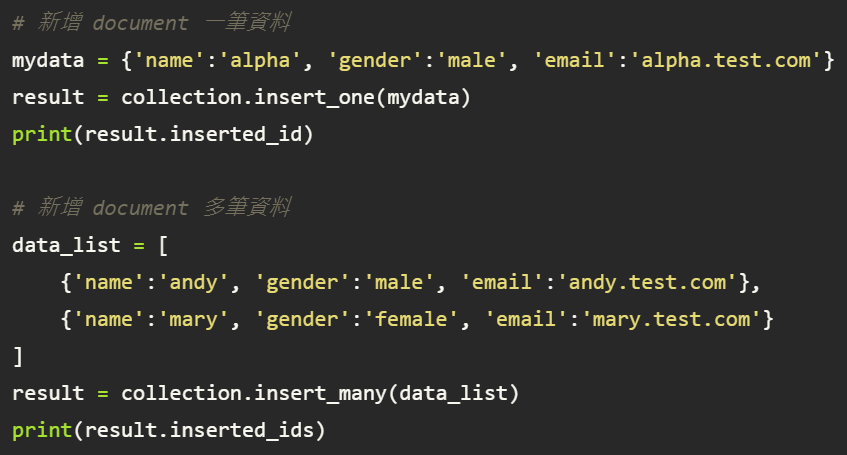 # 新增 document 一筆資料
mydata = {'name':'alpha', 'gender':'male', 'email':'alpha.test.com'}
result = collection.insert_one(mydata)
print(result.inserted_id)

# 新增 document 多筆資料
data_list = [
    {'name':'andy', 'gender':'male', 'email':'andy.test.com'},
    {'name':'mary', 'gender':'female', 'email':'mary.test.com'}
]
result = collection.insert_many(data_list)
print(result.inserted_ids)